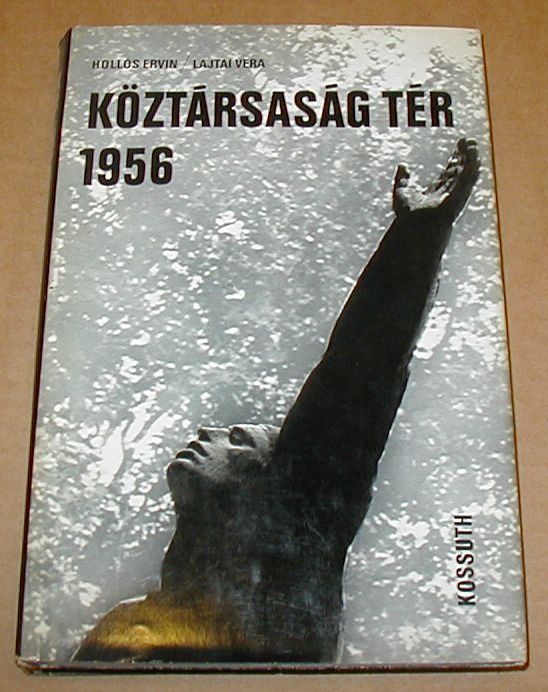 HOLLÓS ERVIN / LAJTAI VERA
KÖZTÁRSASÁG TÉR
1956
KOSSUTH